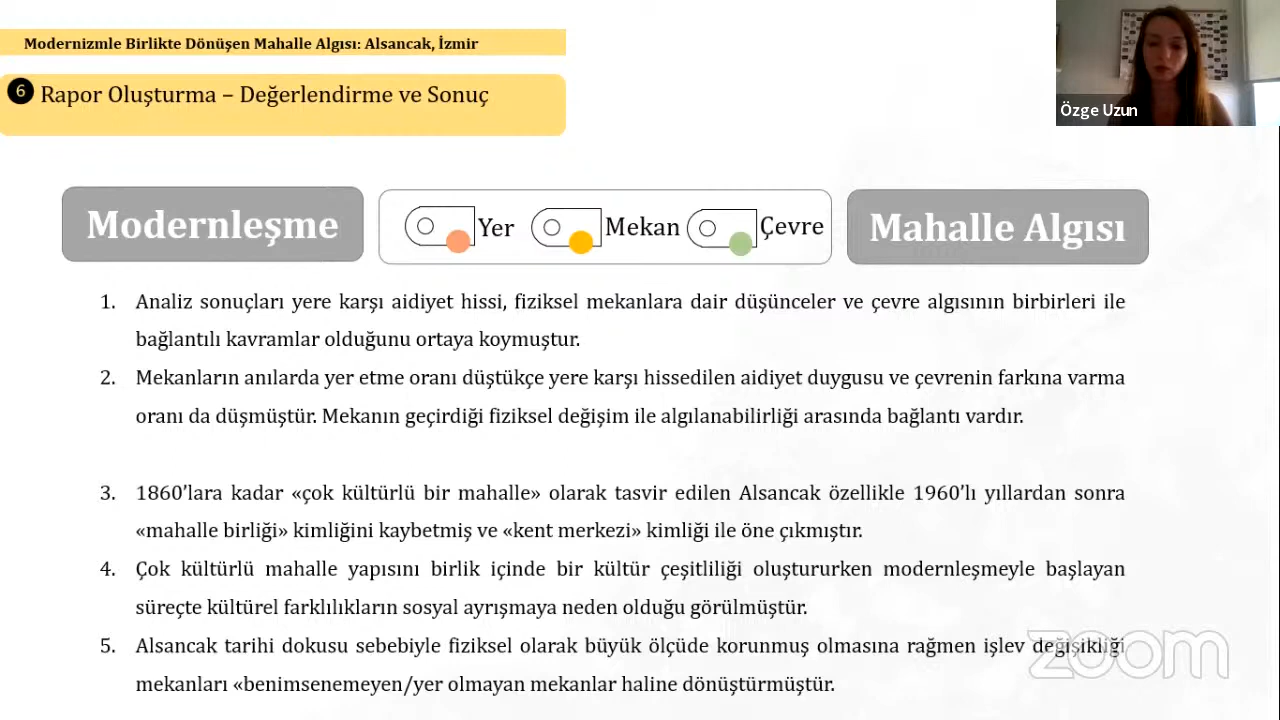 Modernizmle Birlikte Dönüşen Mahalle Algısı: Alsancak, İzmir
6 Rapor Oluşturma – Değerlendirme ve Sonuç
Özge Uzun
Modernleşme
Yer Mekan Çevre
Mahalle Algısı
1. Analiz sonuçları yere karşı aidiyet hissi, fiziksel mekanlara dair düşünceler ve çevre algısının birbirleri ile
bağlantılı kavramlar olduğunu ortaya koymuştur.
2. Mekanların anılarda yer etme oranı düştükçe yere karşı hissedilen aidiyet duygusu ve çevrenin farkına varma
oranı da düşmüştür. Mekanın geçirdiği fiziksel değişim ile algılanabilirliği arasında bağlantı vardır.
3. 1860’lara kadar «çok kültürlü bir mahalle» olarak tasvir edilen Alsancak özellikle 1960’lı yıllardan sonra
«mahalle birliği» kimliğini kaybetmiş ve «kent merkezi» kimliği ile öne çıkmıştır.
4. Çok kültürlü mahalle yapısını birlik içinde bir kültür çeşitliliği oluştururken modernleşmeyle başlayan
süreçte kültürel farklılıkların sosyal ayrışmaya neden olduğu görülmüştür.
5. Alsancak tarihi dokusu sebebiyle fiziksel olarak büyük ölçüde korunmuş olmasına rağmen işlev değişikliği
mekanları «benimsenemeyen/yer olmayan mekanlar haline dönüştürmüştür.
zoom